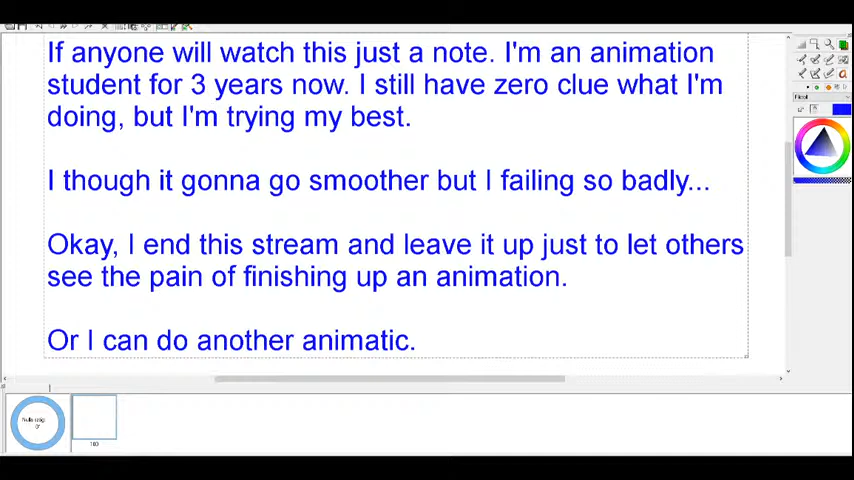 If anyone will watch this just a note. I'm an animation
student for 3 years now. I still have zero clue what I'm
doing, but I'm trying my best.
I though it gonna go smoother but I failing so badly...
Okay, I end this stream and leave it up just to let others
see the pain of finishing up an animation.
Or I can do another animatic.
100